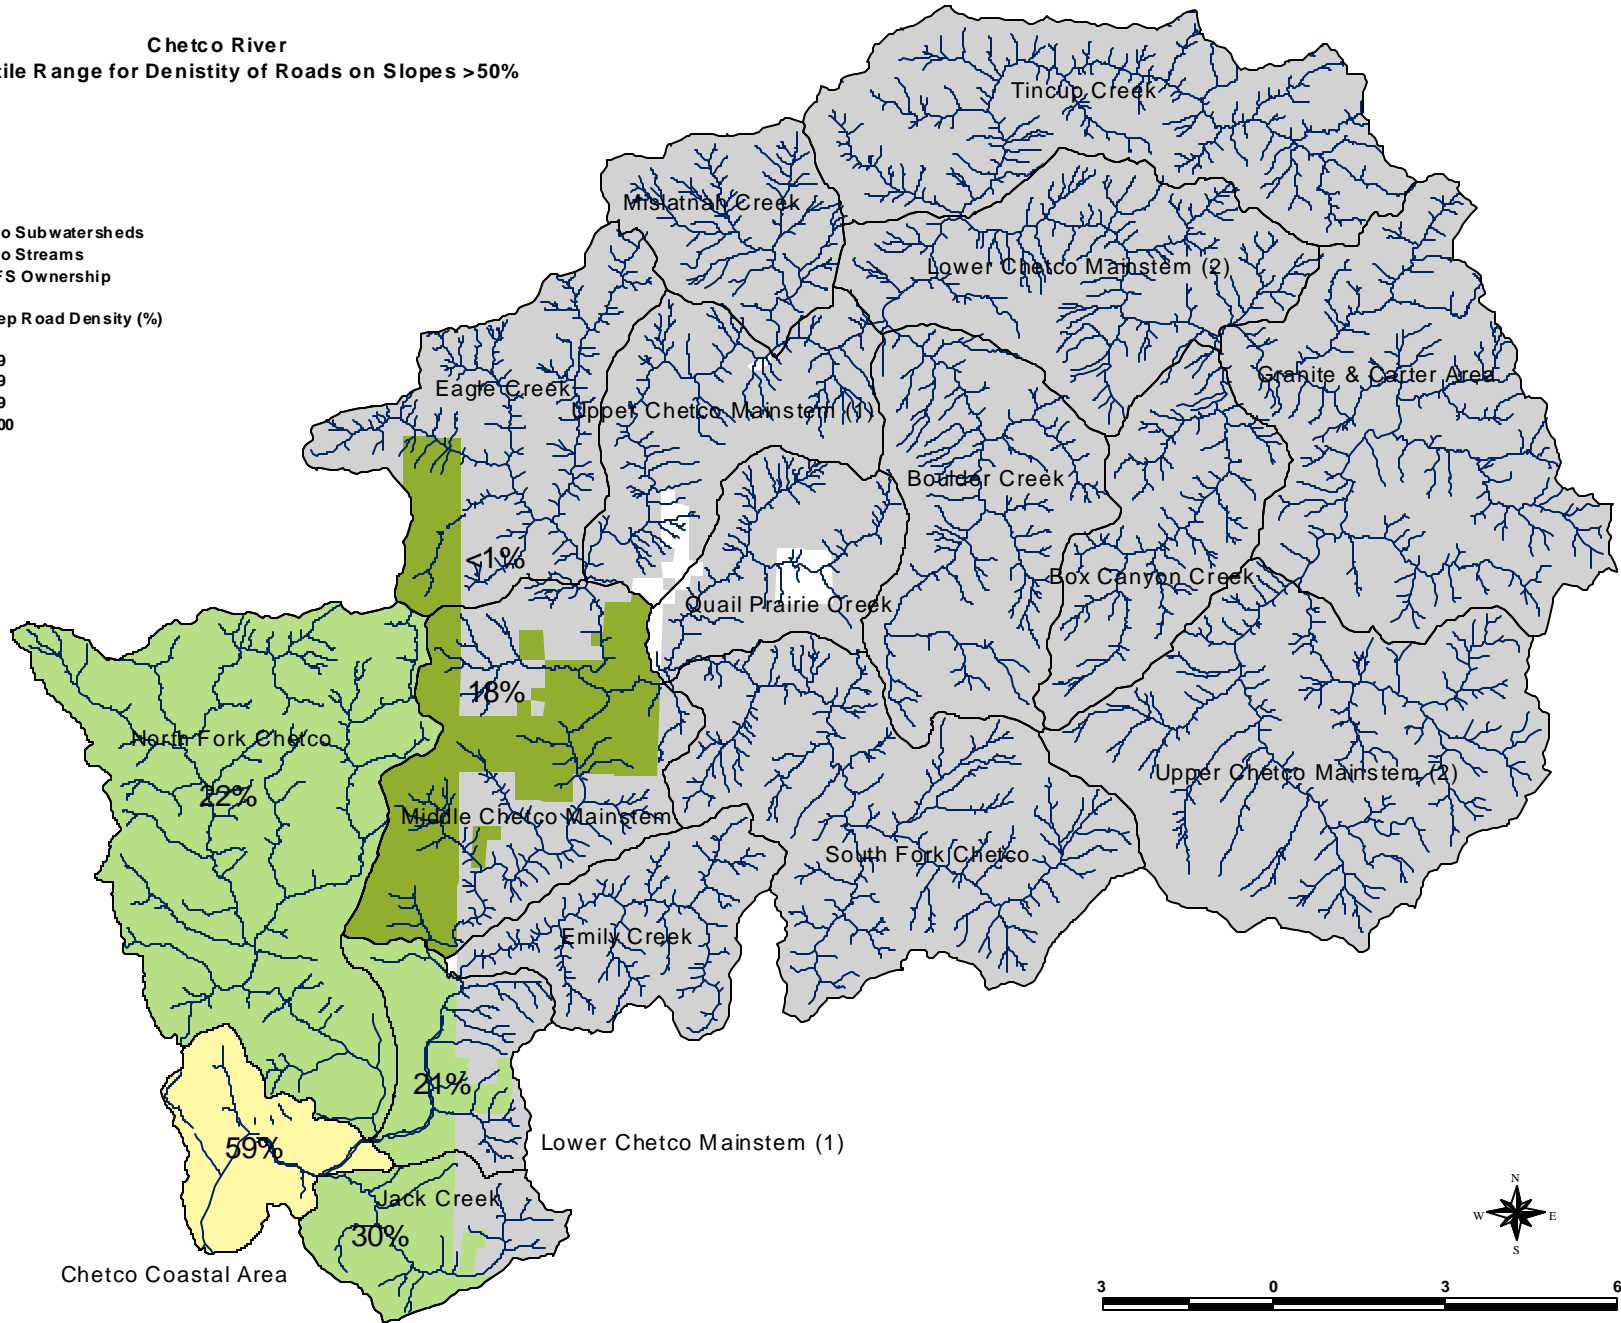 Chetco River
tile Range for Denistity of Roads on Slopes >50%
Tincup Creek
Mislatnah Creek
o Subwatersheds
o Streams
FS Ownership
Lower Chetco Mainstem (2)
ep Road Density (%)
9
9
9
00
Granite & Carter Area
Eagle Creek
Upper Chetco Mainstem (1)
Boulder Creek
<1%
Box Canyon Creek
Quail Prairie Creek
18%
North Fork Chetco
Upper Chetco Mainstem (2)
22%
Middle Chetco Mainstem
South Fork Chetco
Emily Creek
21%
59%
Lower Chetco Mainstem (1)
Jack Creek
30%
Chetco Coastal Area
N
W E
S
3 0 3 6